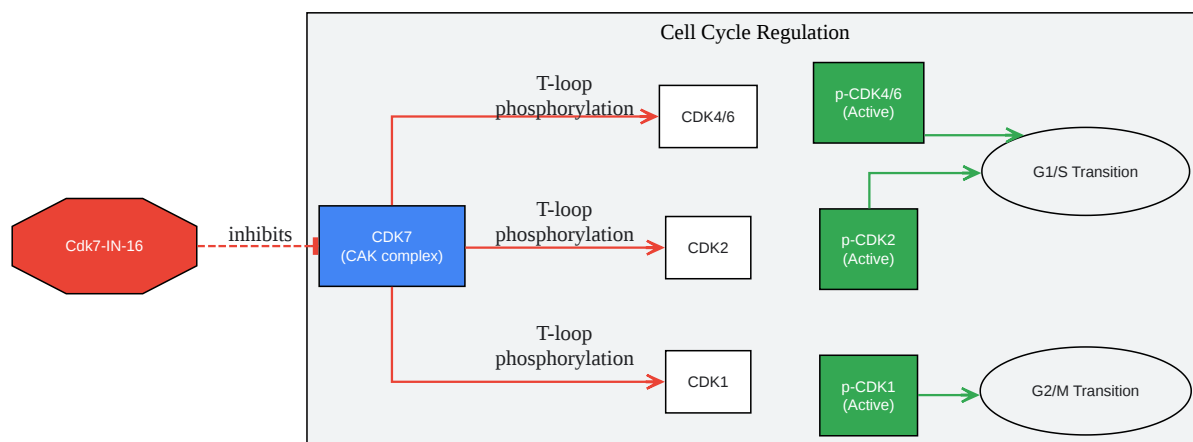 Cell Cycle Regulation
T-loop
phosphorylation
CDK4/6
p-CDK4/6
(Active)
G1/S Transition
Cdk7-IN-16
inhibits
CDK7
(CAK complex)
T-loop
phosphorylation
CDK2
p-CDK2
(Active)
T-loop
phosphorylation
CDK1
p-CDK1
(Active)
G2/M Transition